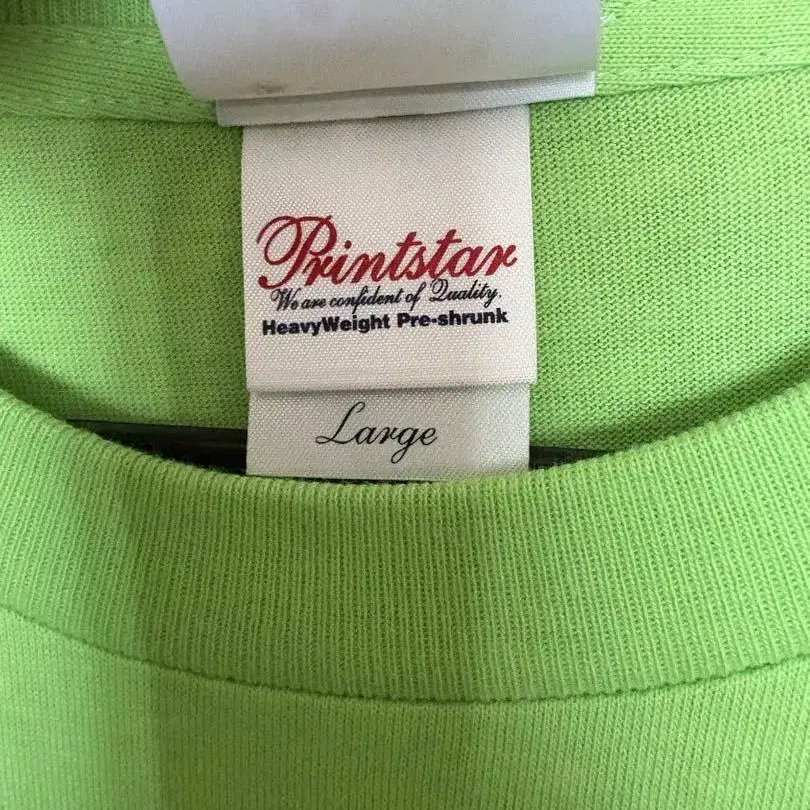 Printstar
We are confident of Quality.
HeavyWeight Pre-shrunk
Large